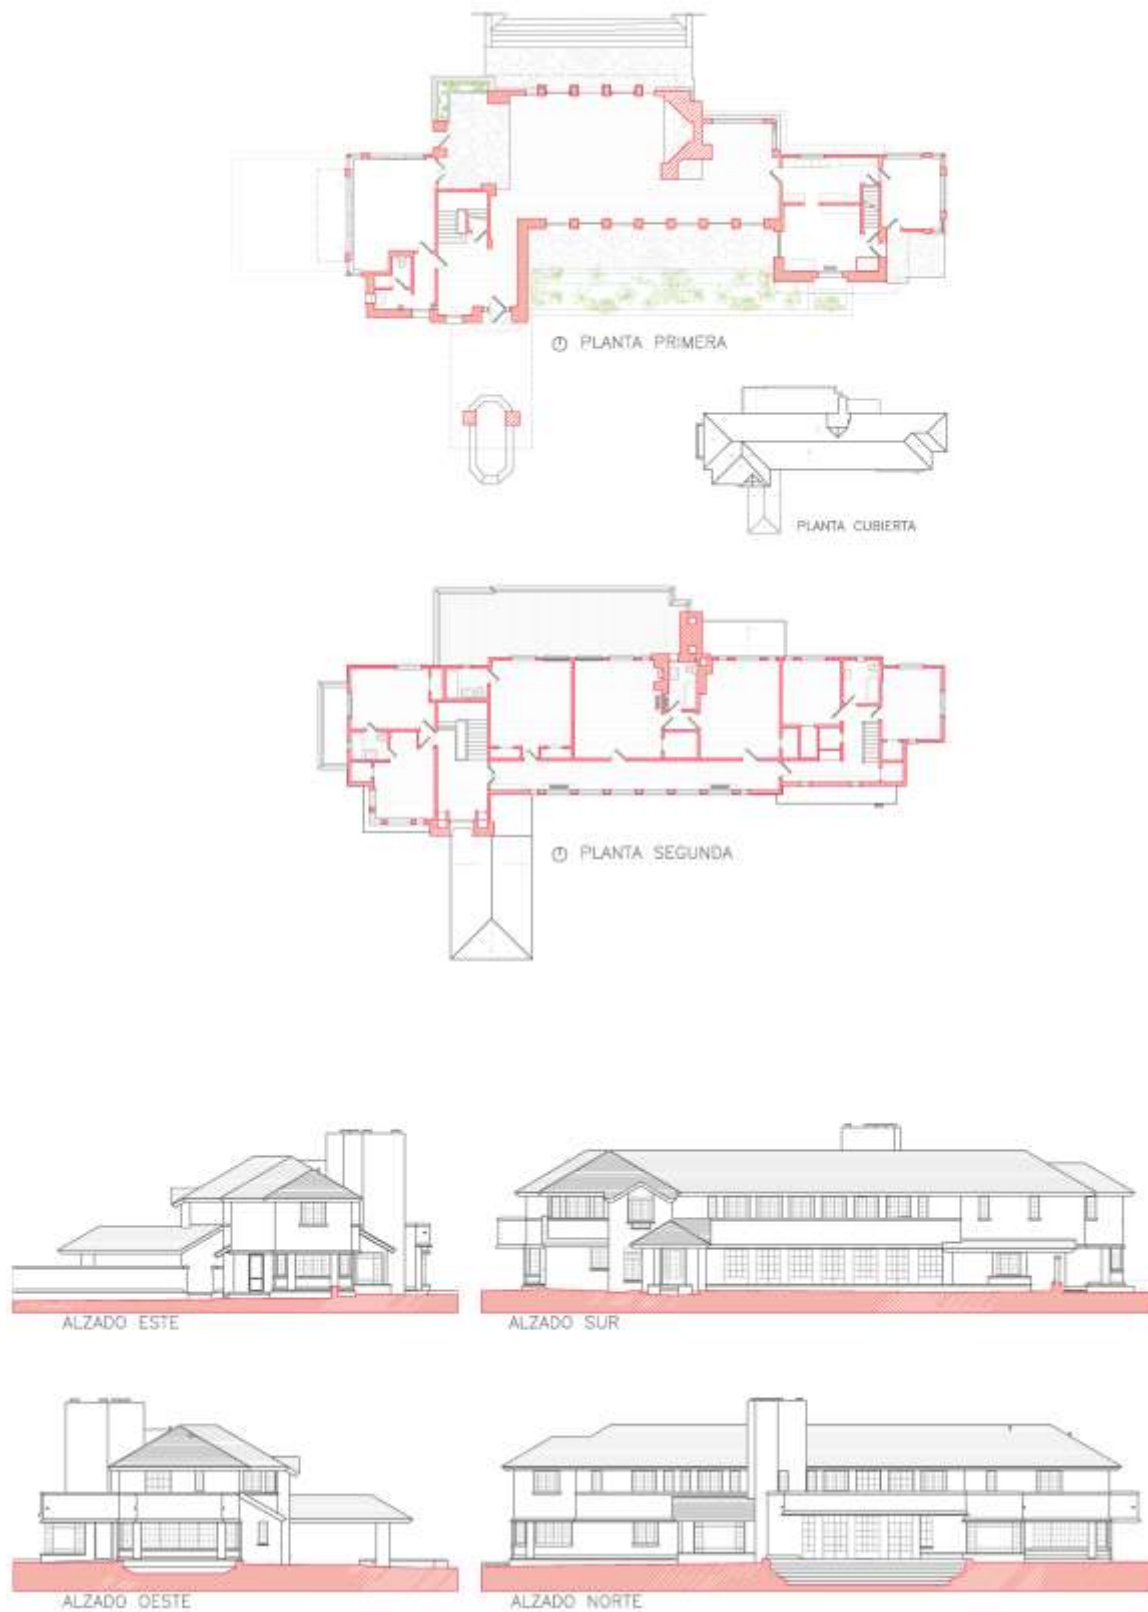 PLANTA PRIMERA
PLANTA CUBIERTA
PLANTA SEGUNDA
ALZADO ESTE
ALZADO SUR
ALZADO OESTE
ALZADO NORTE